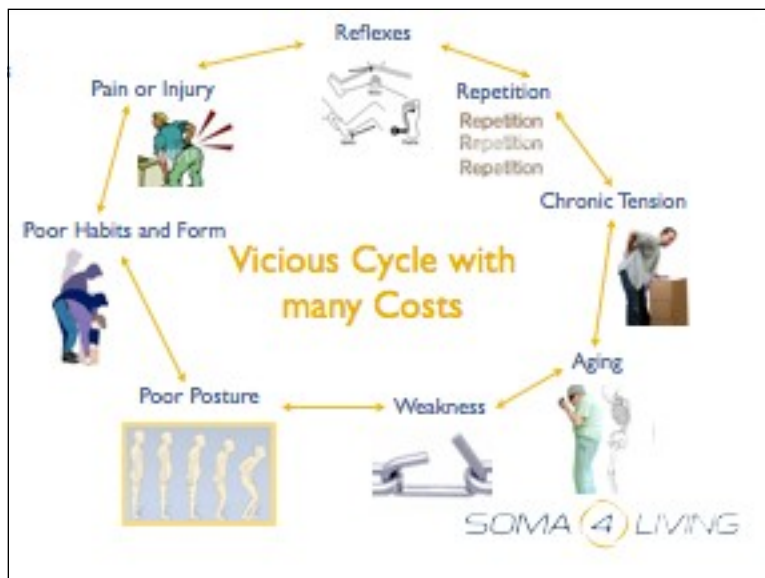 Reflexes
Pain or Injury
Repetition
Repetition
Repetition
Repetition
Chronic Tension
Poor Habits and Form
Vicious Cycle with
many Costs
Aging
Poor Posture
Weakness
SOMA 4 LIVING